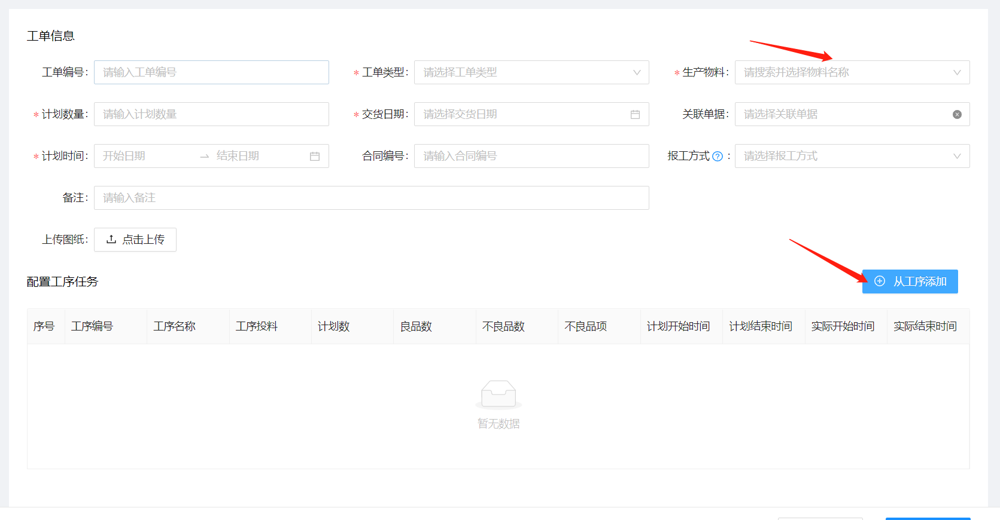 工单信息
工单编号: 请输入工单编号 * 工单类型: 请选择工单类型 * 生产物料: 请搜索并选择物料名称
* 计划数量: 请输入计划数量 * 交货日期: 请选择交货日期 关联单据: 请选择关联单据
* 计划时间: 开始日期 → 结束日期 合同编号: 请输入合同编号 报工方式 ? : 请选择报工方式
备注: 请输入备注
上传图纸: 点击上传
配置工序任务 从工序添加
序号 工序编号 工序名称 工序投料 计划数 良品数 不良品数 不良品项 计划开始时间 计划结束时间 实际开始时间 实际结束时间
暂无数据